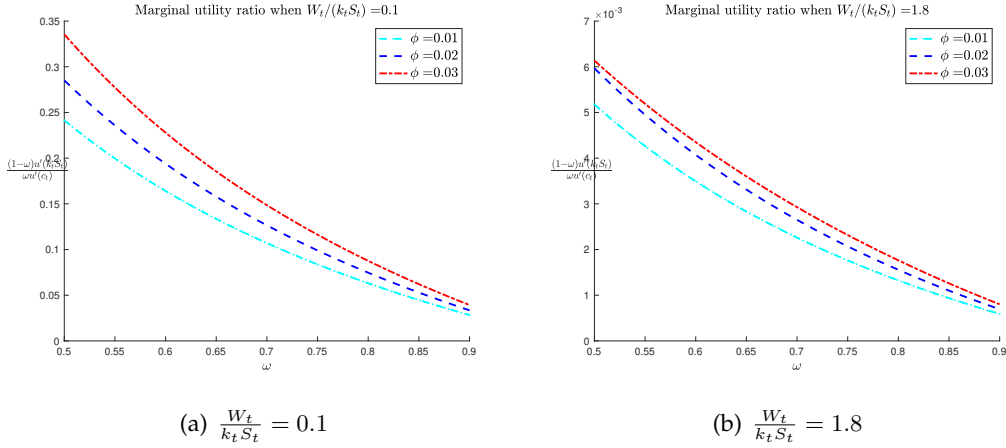 Marginal utility ratio when W_t/(k_tS_t) =0.1
0.35
0.3
0.25
0.2
0.15
0.1
0.05
0
(1−ω)u′(k_tS_t)
ωu′(c_t)
ϕ =0.01
ϕ =0.02
ϕ =0.03
0.5 0.55 0.6 0.65 0.7 0.75 0.8 0.85 0.9
ω
(a) W_t/k_tS_t = 0.1
Marginal utility ratio when W_t/(k_tS_t) =1.8
×10⁻³
7
6
5
4
3
2
1
0
(1−ω)u′(k_tS_t)
ωu′(c_t)
ϕ =0.01
ϕ =0.02
ϕ =0.03
0.5 0.55 0.6 0.65 0.7 0.75 0.8 0.85 0.9
ω
(b) W_t/k_tS_t = 1.8